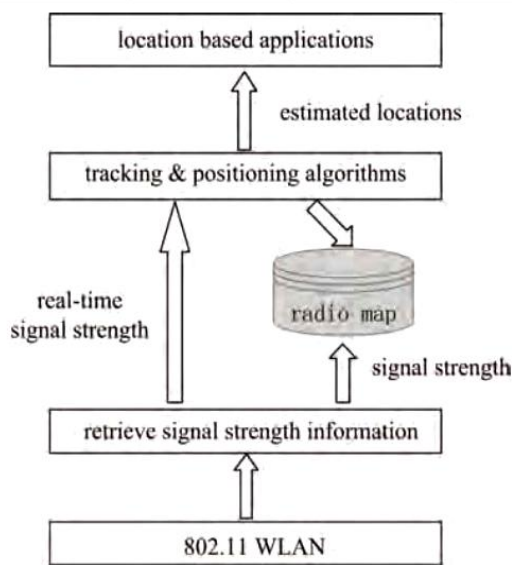 location based applications
estimated locations
tracking & positioning algorithms
real-time
signal strength
radio map
signal strength
retrieve signal strength information
802.11 WLAN